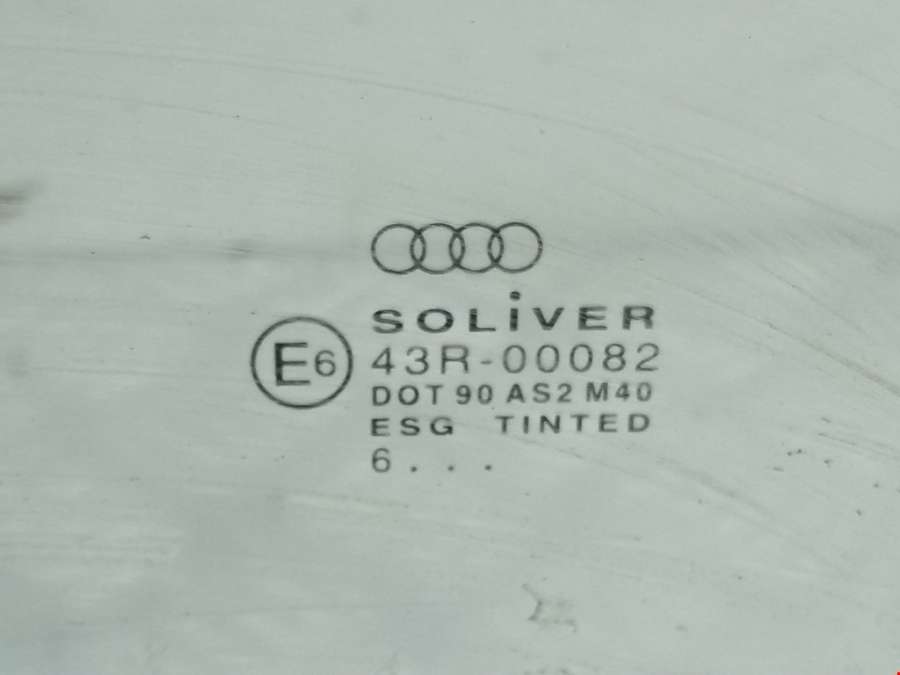 SOLiVER
E6 43R-00082
DOT 90 AS2 M40
ESG TINTED
6 . . .